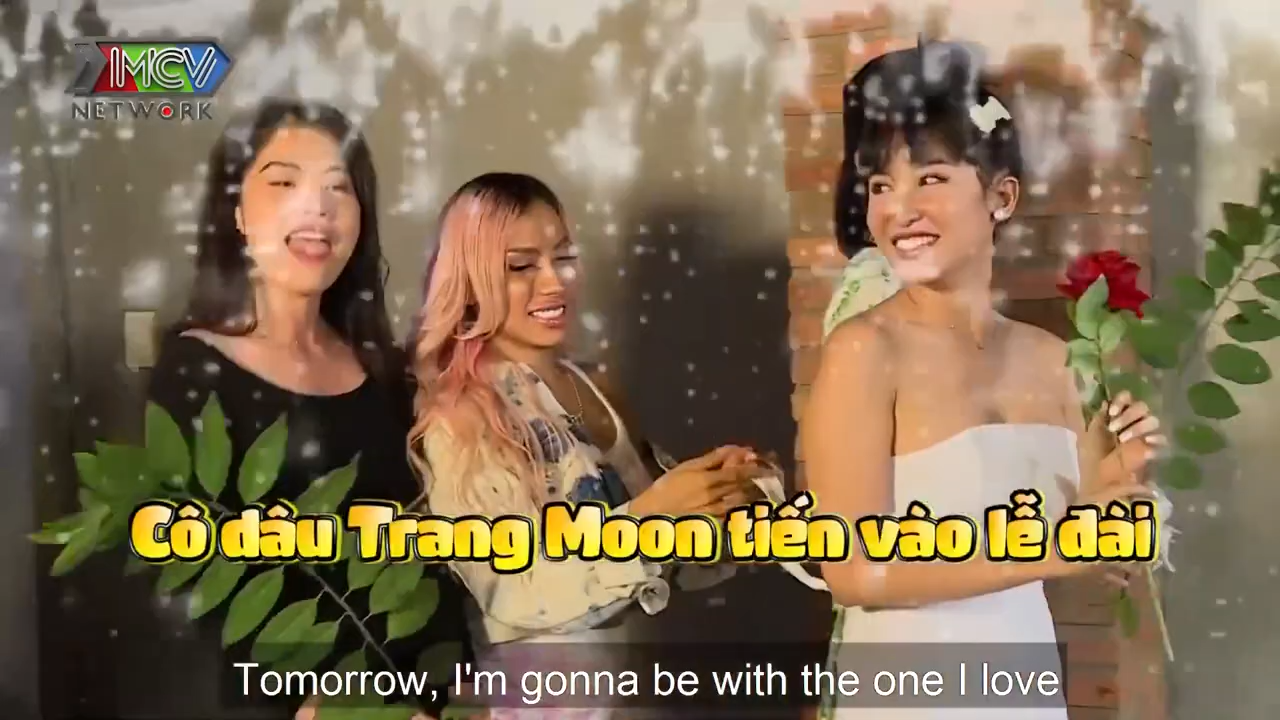 MCV
NETWORK
Cô dâu Trang Moon tiến vào lễ đài
Tomorrow, I'm gonna be with the one I love